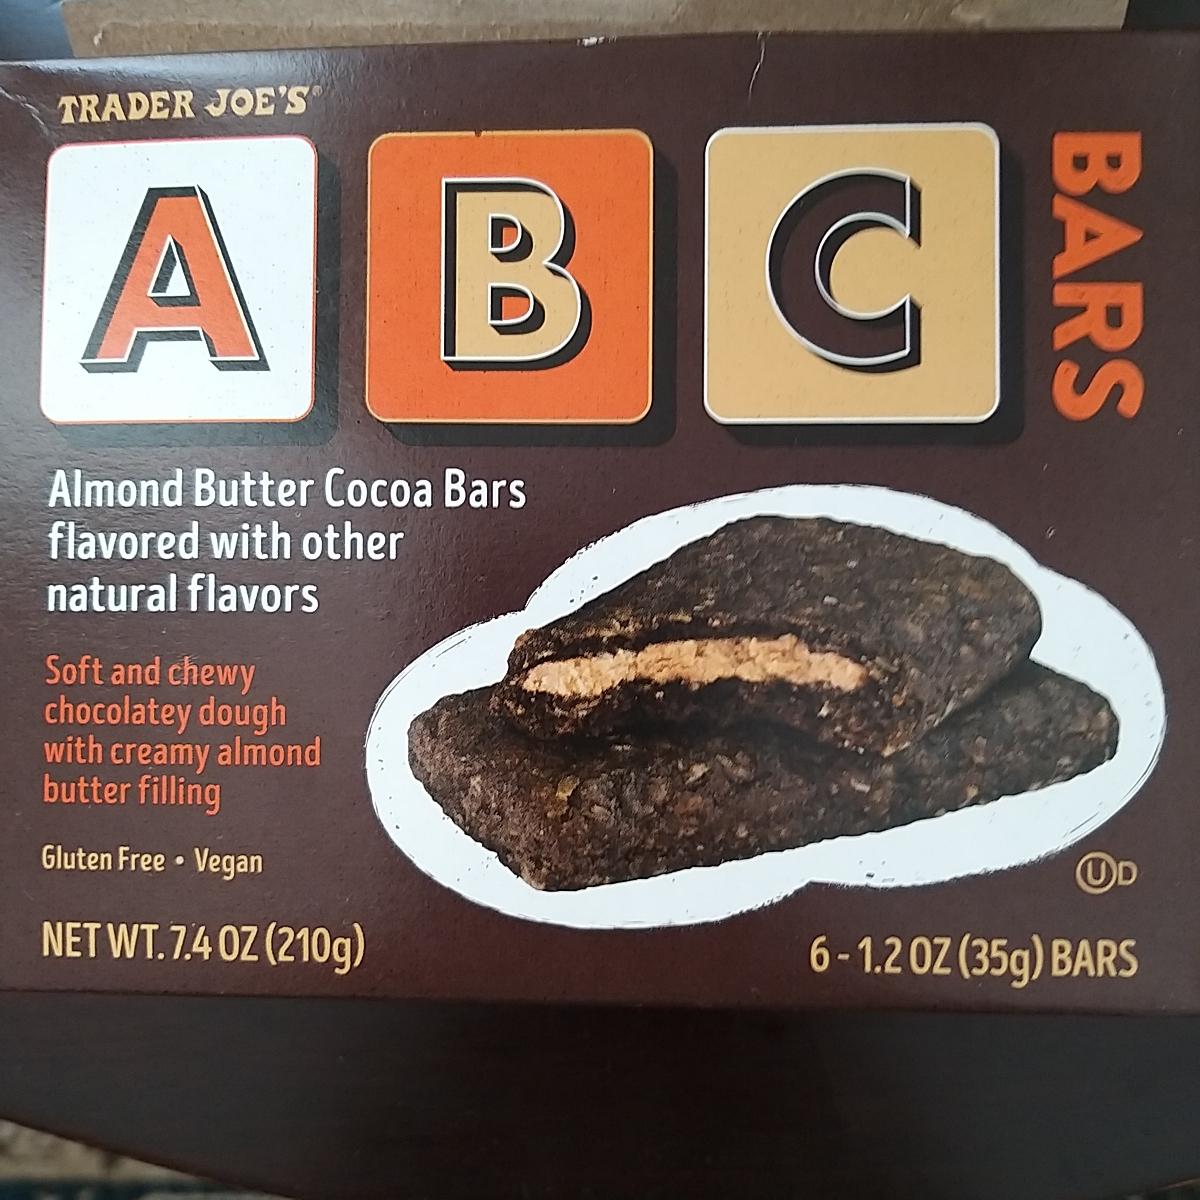 TRADER JOE'S®
A B C BARS
Almond Butter Cocoa Bars
flavored with other
natural flavors
Soft and chewy
chocolatey dough
with creamy almond
butter filling
Gluten Free • Vegan
U D
NET WT. 7.4 OZ (210g)
6 - 1.2 OZ (35g) BARS